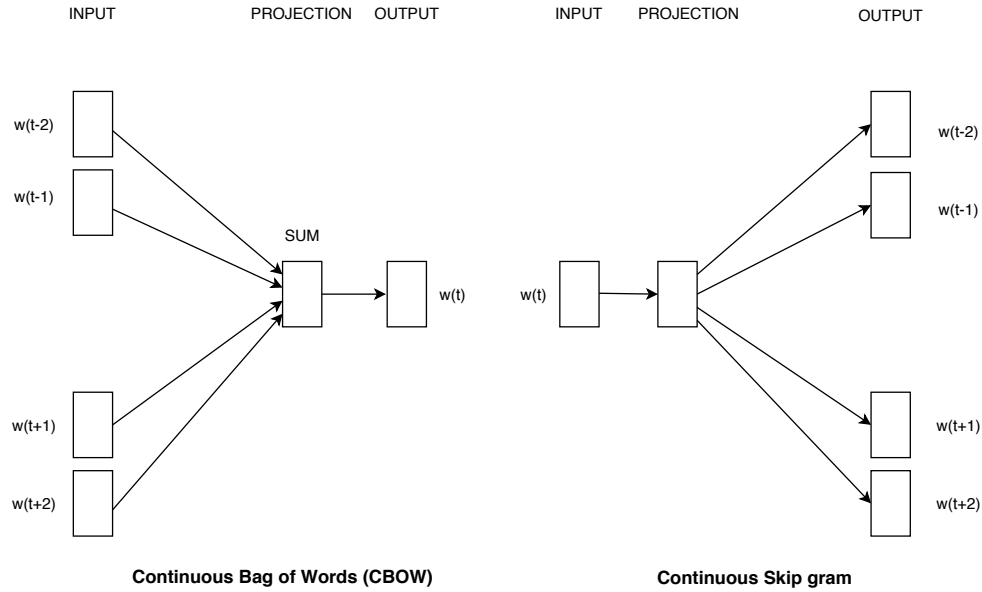 INPUT PROJECTION OUTPUT
w(t-2)
w(t-1)
SUM
w(t)
w(t+1)
w(t+2)
Continuous Bag of Words (CBOW)
INPUT PROJECTION OUTPUT
w(t-2)
w(t-1)
w(t)
w(t+1)
w(t+2)
Continuous Skip gram